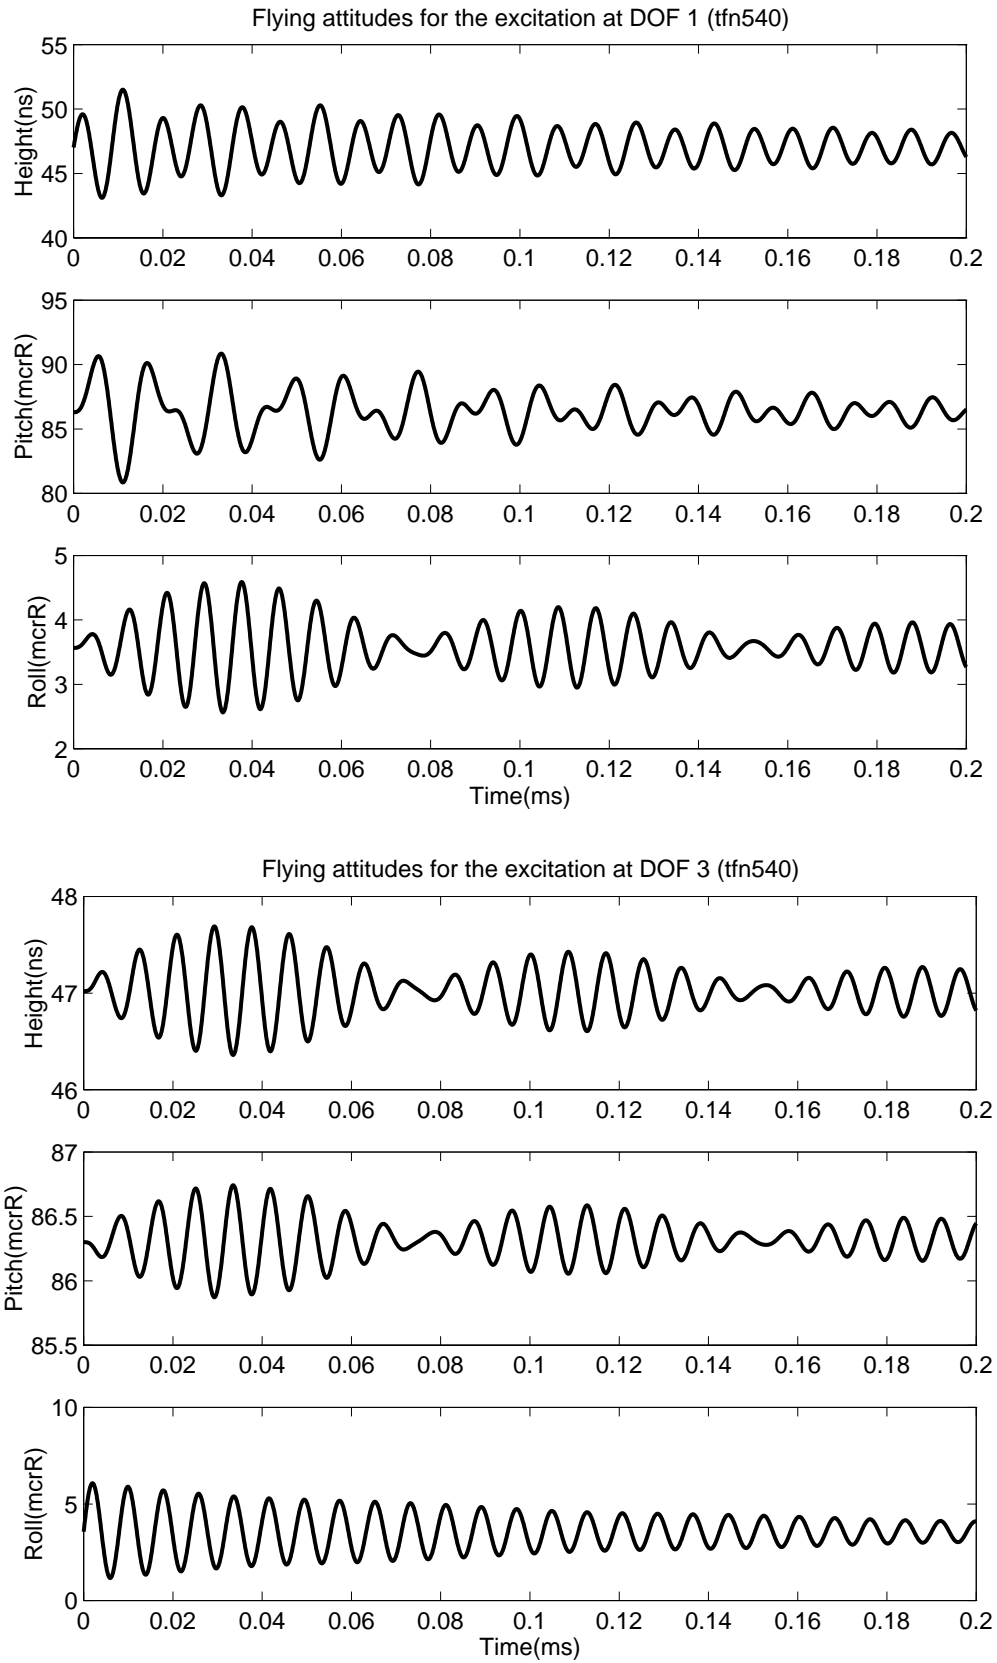 Flying attitudes for the excitation at DOF 1 (tfn540)
Height(ns)
55
50
45
40
0 0.02 0.04 0.06 0.08 0.1 0.12 0.14 0.16 0.18 0.2
Pitch(mcrR)
95
90
85
80
0 0.02 0.04 0.06 0.08 0.1 0.12 0.14 0.16 0.18 0.2
Roll(mcrR)
5
4
3
2
0 0.02 0.04 0.06 0.08 0.1 0.12 0.14 0.16 0.18 0.2
Time(ms)
Flying attitudes for the excitation at DOF 3 (tfn540)
Height(ns)
48
47
46
0 0.02 0.04 0.06 0.08 0.1 0.12 0.14 0.16 0.18 0.2
Pitch(mcrR)
87
86.5
86
85.5
0 0.02 0.04 0.06 0.08 0.1 0.12 0.14 0.16 0.18 0.2
Roll(mcrR)
10
5
0
0 0.02 0.04 0.06 0.08 0.1 0.12 0.14 0.16 0.18 0.2
Time(ms)